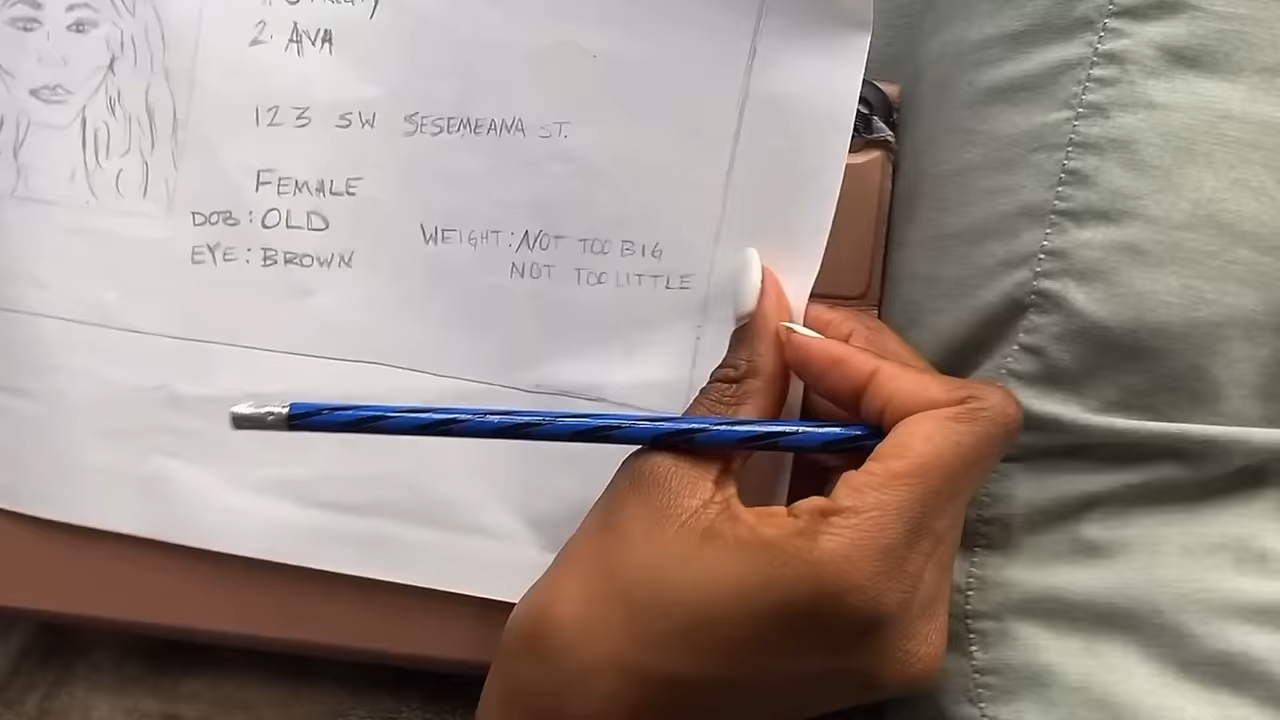 2. AVA
123 SW SESEMEANA ST.
FEMALE
DOB: OLD
EYE: BROWN
WEIGHT: NOT TOO BIG
NOT TOO LITTLE